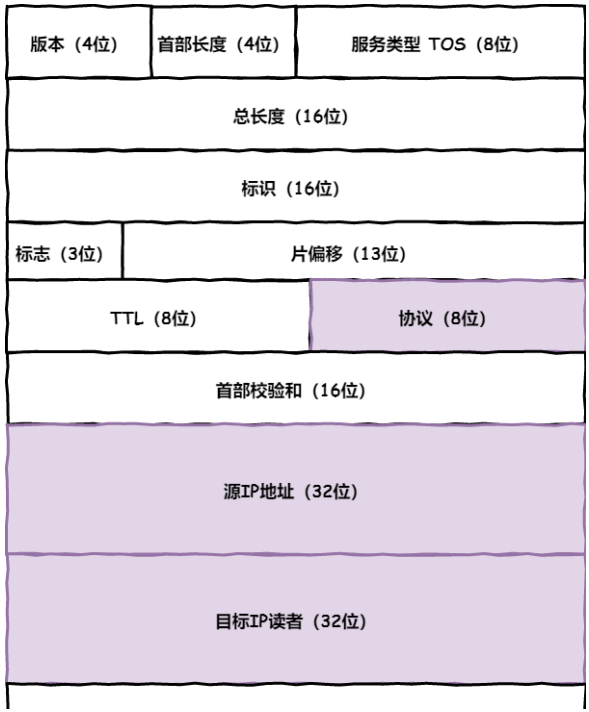 版本（4位） 首部长度（4位） 服务类型 TOS（8位）
总长度（16位）
标识（16位）
标志（3位） 片偏移（13位）
TTL（8位） 协议（8位）
首部校验和（16位）
源IP地址（32位）
目标IP读者（32位）